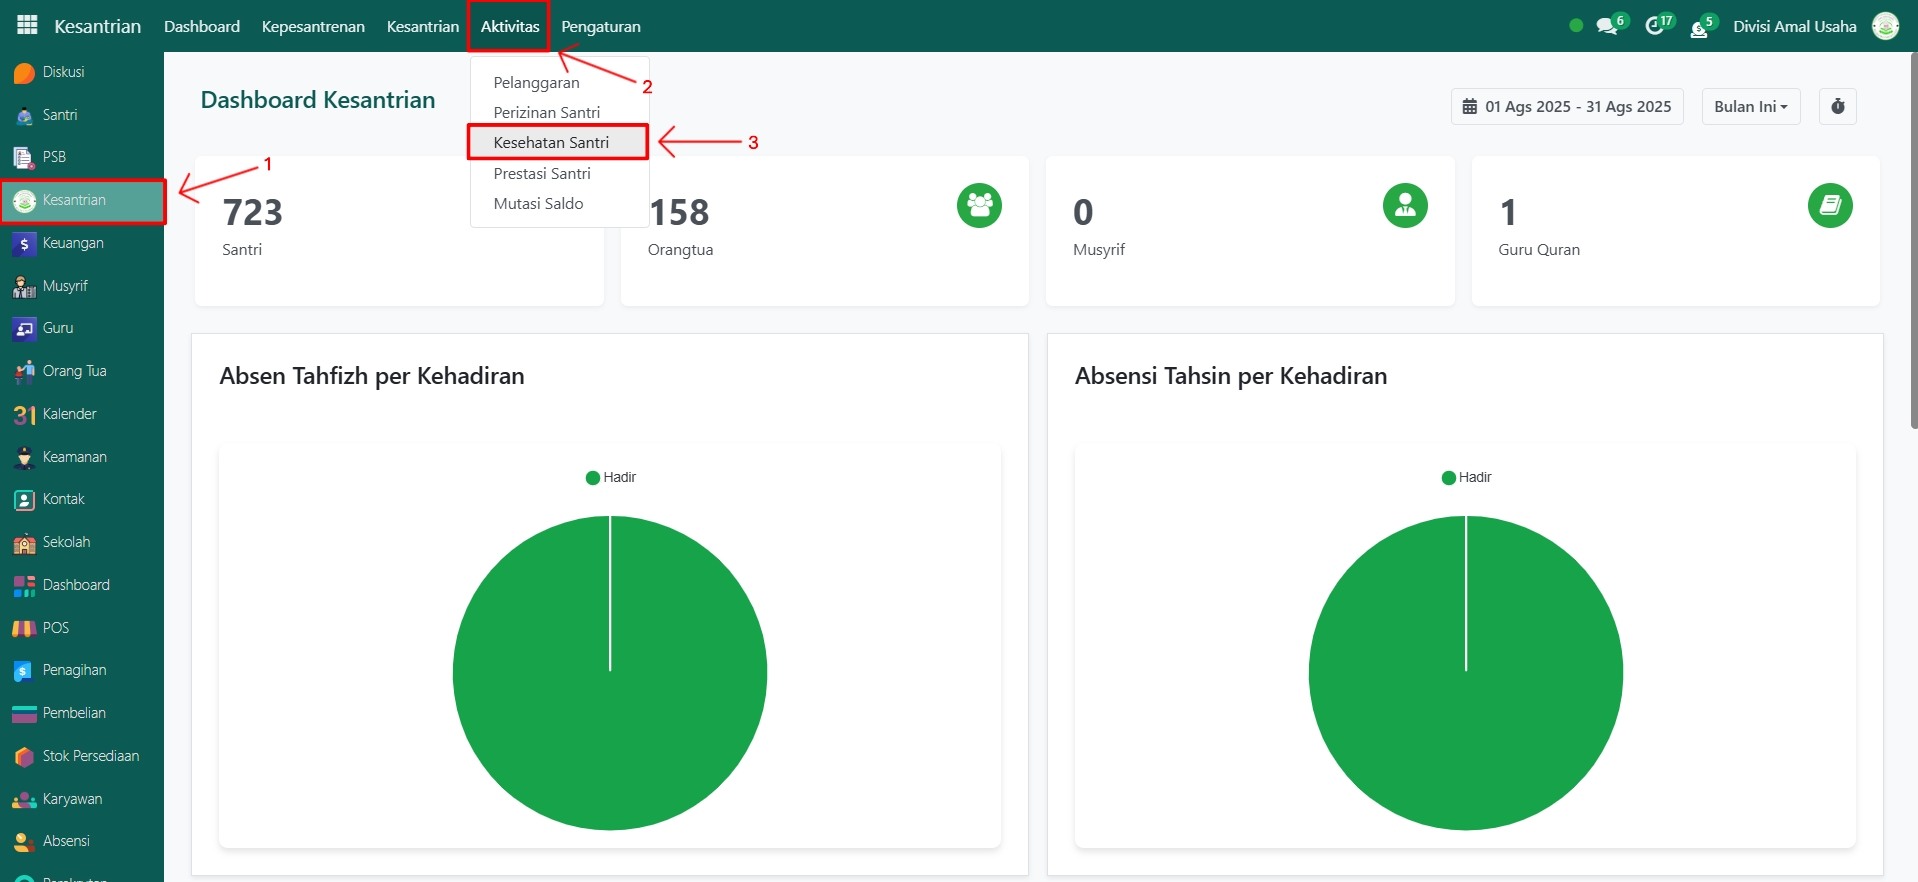 Kesantrian Dashboard Kepesantrenan Kesantrian Aktivitas Pengaturan 6 17 5 Divisi Amal Usaha
Diskusi
Santri
PSB
Kesantrian
Keuangan
Musyrif
Guru
Orang Tua
31 Kalender
Keamanan
Kontak
Sekolah
Dashboard
POS
Penagihan
Pembelian
Stok Persediaan
Karyawan
Absensi
1
2
3
Pelanggaran
Perizinan Santri
Kesehatan Santri
Prestasi Santri
Mutasi Saldo
Dashboard Kesantrian
01 Ags 2025 - 31 Ags 2025 Bulan Ini
723
Santri
158
Orangtua
0
Musyrif
1
Guru Quran
Absen Tahfizh per Kehadiran
Hadir
Absensi Tahsin per Kehadiran
Hadir